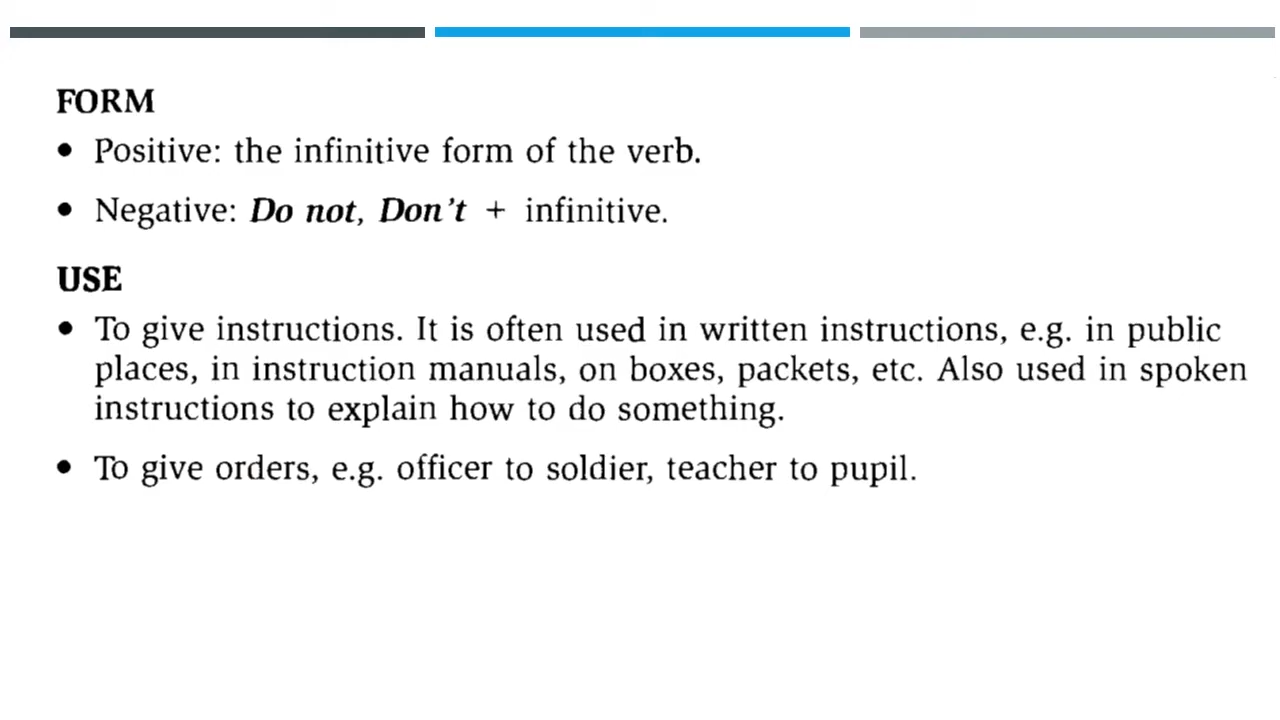 FORM
• Positive: the infinitive form of the verb.
• Negative: Do not, Don't + infinitive.
USE
• To give instructions. It is often used in written instructions, e.g. in public
places, in instruction manuals, on boxes, packets, etc. Also used in spoken
instructions to explain how to do something.
• To give orders, e.g. officer to soldier, teacher to pupil.